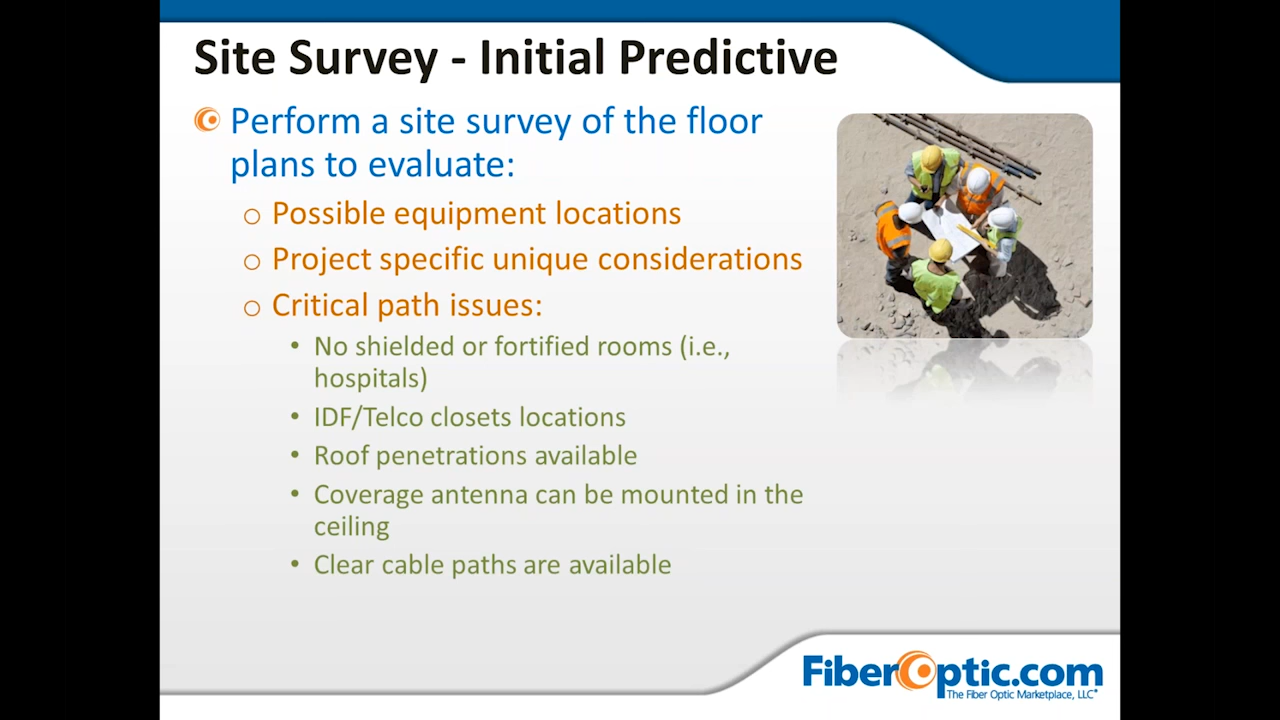 Site Survey - Initial Predictive
Perform a site survey of the floor
plans to evaluate:
o Possible equipment locations
o Project specific unique considerations
o Critical path issues:
• No shielded or fortified rooms (i.e.,
hospitals)
• IDF/Telco closets locations
• Roof penetrations available
• Coverage antenna can be mounted in the
ceiling
• Clear cable paths are available
FiberOptic.com
The Fiber Optic Marketplace, LLC®